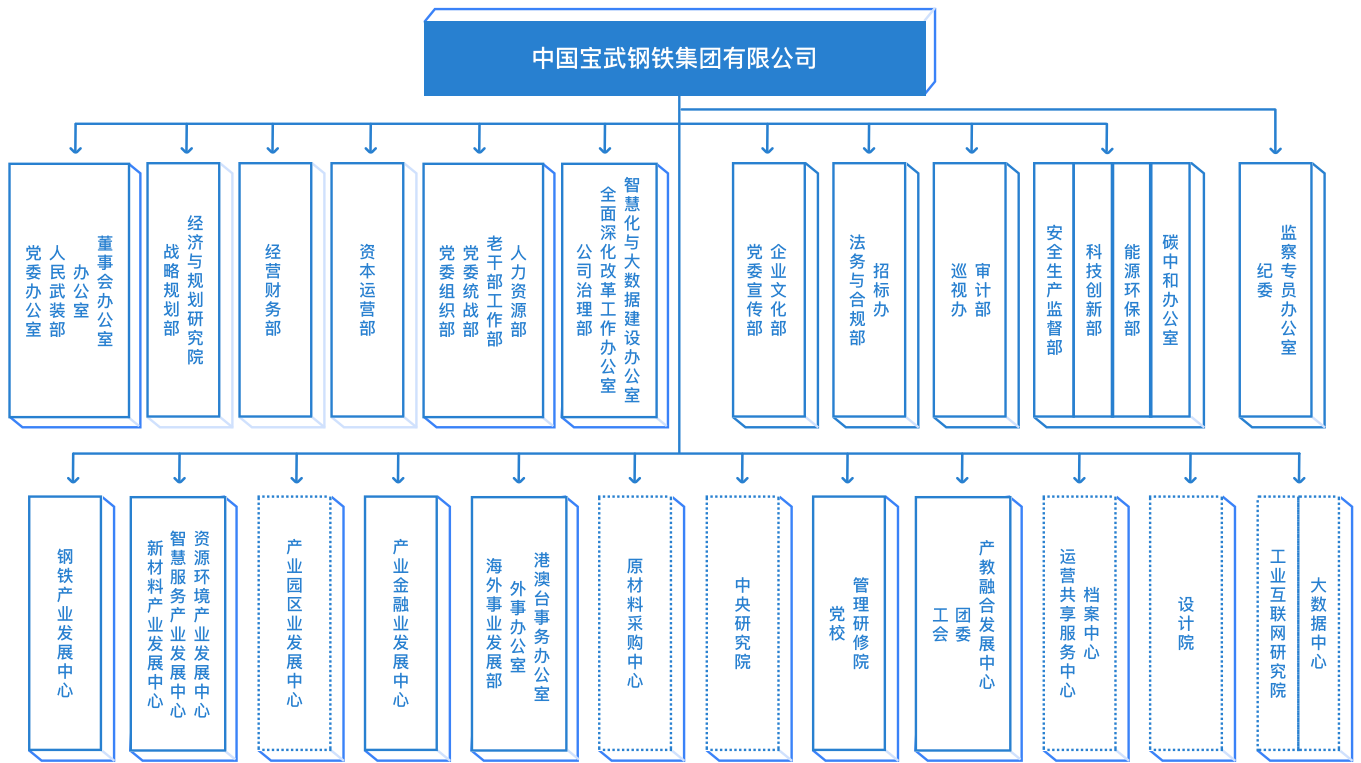 中国宝武钢铁集团有限公司
党委办公室
人民武装部
办公室
董事会办公室
战略规划部
经济与规划研究院
经营财务部
资本运营部
党委组织部
党委统战部
老干部工作部
人力资源部
公司治理部
全面深化改革工作办公室
智慧化与大数据建设办公室
党委宣传部
企业文化部
法务与合规部
招标办
巡视办
审计部
安全生产监督部
科技创新部
能源环保部
碳中和办公室
纪委
监察专员办公室
钢铁产业发展中心
新材料产业发展中心
智慧服务产业发展中心
资源环境产业发展中心
产业园区业发展中心
产业金融业发展中心
海外事业发展部
外事办公室
港澳台事务办公室
原材料采购中心
中央研究院
党校
管理研修院
工会
团委
产教融合发展中心
运营共享服务中心
档案中心
设计院
工业互联网研究院
大数据中心